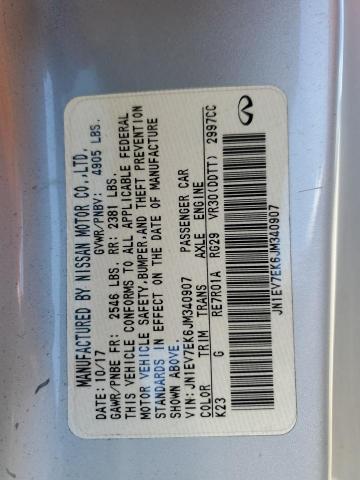 MANUFACTURED BY NISSAN MOTOR CO.,LTD.
DATE: 10/17 GVWR/PNBV: 4905 LBS.
GAWR/PNBE FR: 2546 LBS. RR: 2381 LBS.
THIS VEHICLE CONFORMS TO ALL APPLICABLE FEDERAL
MOTOR VEHICLE SAFETY,BUMPER,AND THEFT PREVENTION
STANDARDS IN EFFECT ON THE DATE OF MANUFACTURE
SHOWN ABOVE.
VIN: JN1EV7EK6JM340907 PASSENGER CAR
COLOR TRIM TRANS AXLE ENGINE
K23 G RE7R01A RG29 VR30(DDTT) 2997CC
JN1EV7EK6JM340907